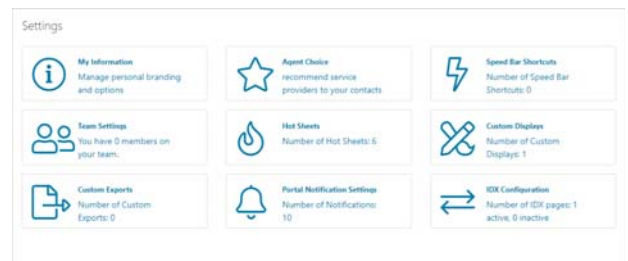 Settings
My Information
Manage personal branding
and options
Agent Choice
recommend service
providers to your contacts
Speed Bar Shortcuts
Number of Speed Bar
Shortcuts: 0
Team Settings
You have 0 members on
your team.
Hot Sheets
Number of Hot Sheets: 6
Custom Displays
Number of Custom
Displays: 1
Custom Exports
Number of Custom
Exports: 0
Portal Notification Settings
Number of Notifications:
10
IDX Configuration
Number of IDX pages: 1
active, 0 inactive